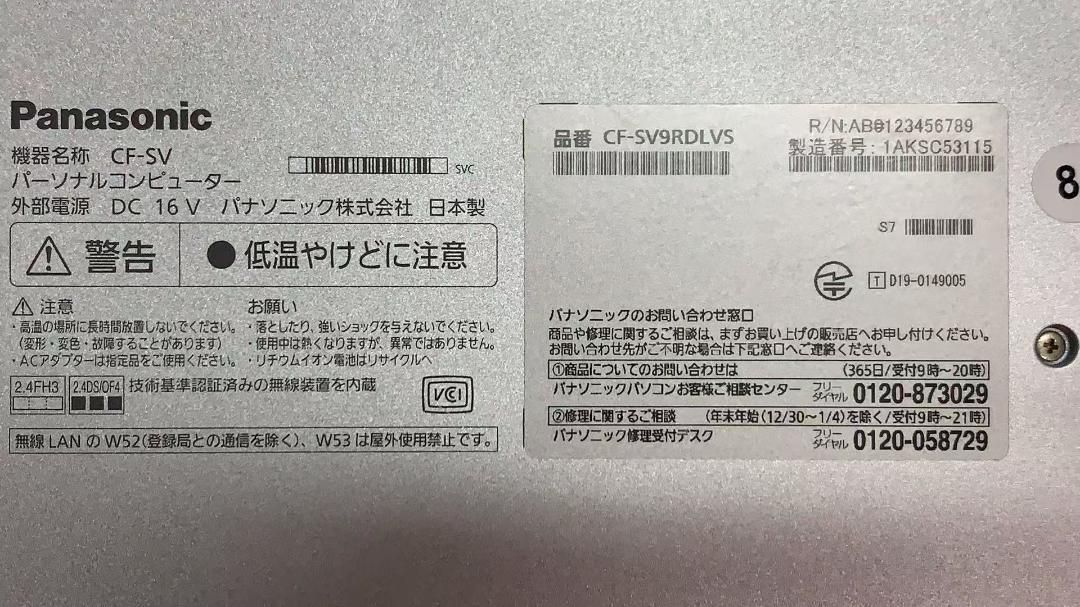 Panasonic
機器名称 CF-SV
SVC
パーソナルコンピューター
外部電源 DC 16 V パナソニック株式会社 日本製
警告 ●低温やけどに注意
注意
・高温の場所に長時間放置しないでください。
(変形・変色・故障することがあります)
・ACアダプターは指定品をご使用ください。
お願い
・落としたり、強いショックを与えないでください。
・使用中は熱くなりますが、異常ではありません。
・リチウムイオン電池はリサイクルへ
2.4FH3 2.4DS/OF4 技術基準認証済みの無線装置を内蔵
VCI
無線 LAN の W52(登録局との通信を除く)、W53 は屋外使用禁止です。
品番 CF-SV9RDLVS
R/N:AB0123456789
製造番号: 1AKSC53115
S7
T D19-0149005
パナソニックのお問い合わせ窓口
商品や修理に関するご相談は、まずお買い上げの販売店へお申し付けください。
お問い合わせ先がご不明な場合は下記窓口へご連絡ください。
①商品についてのお問い合わせは (365日/受付9時~20時)
パナソニックパソコンお客様ご相談センター フリーダイヤル 0120-873029
②修理に関するご相談 (年末年始(12/30~1/4)を除く/受付9時~21時)
パナソニック修理受付デスク フリーダイヤル 0120-058729
8